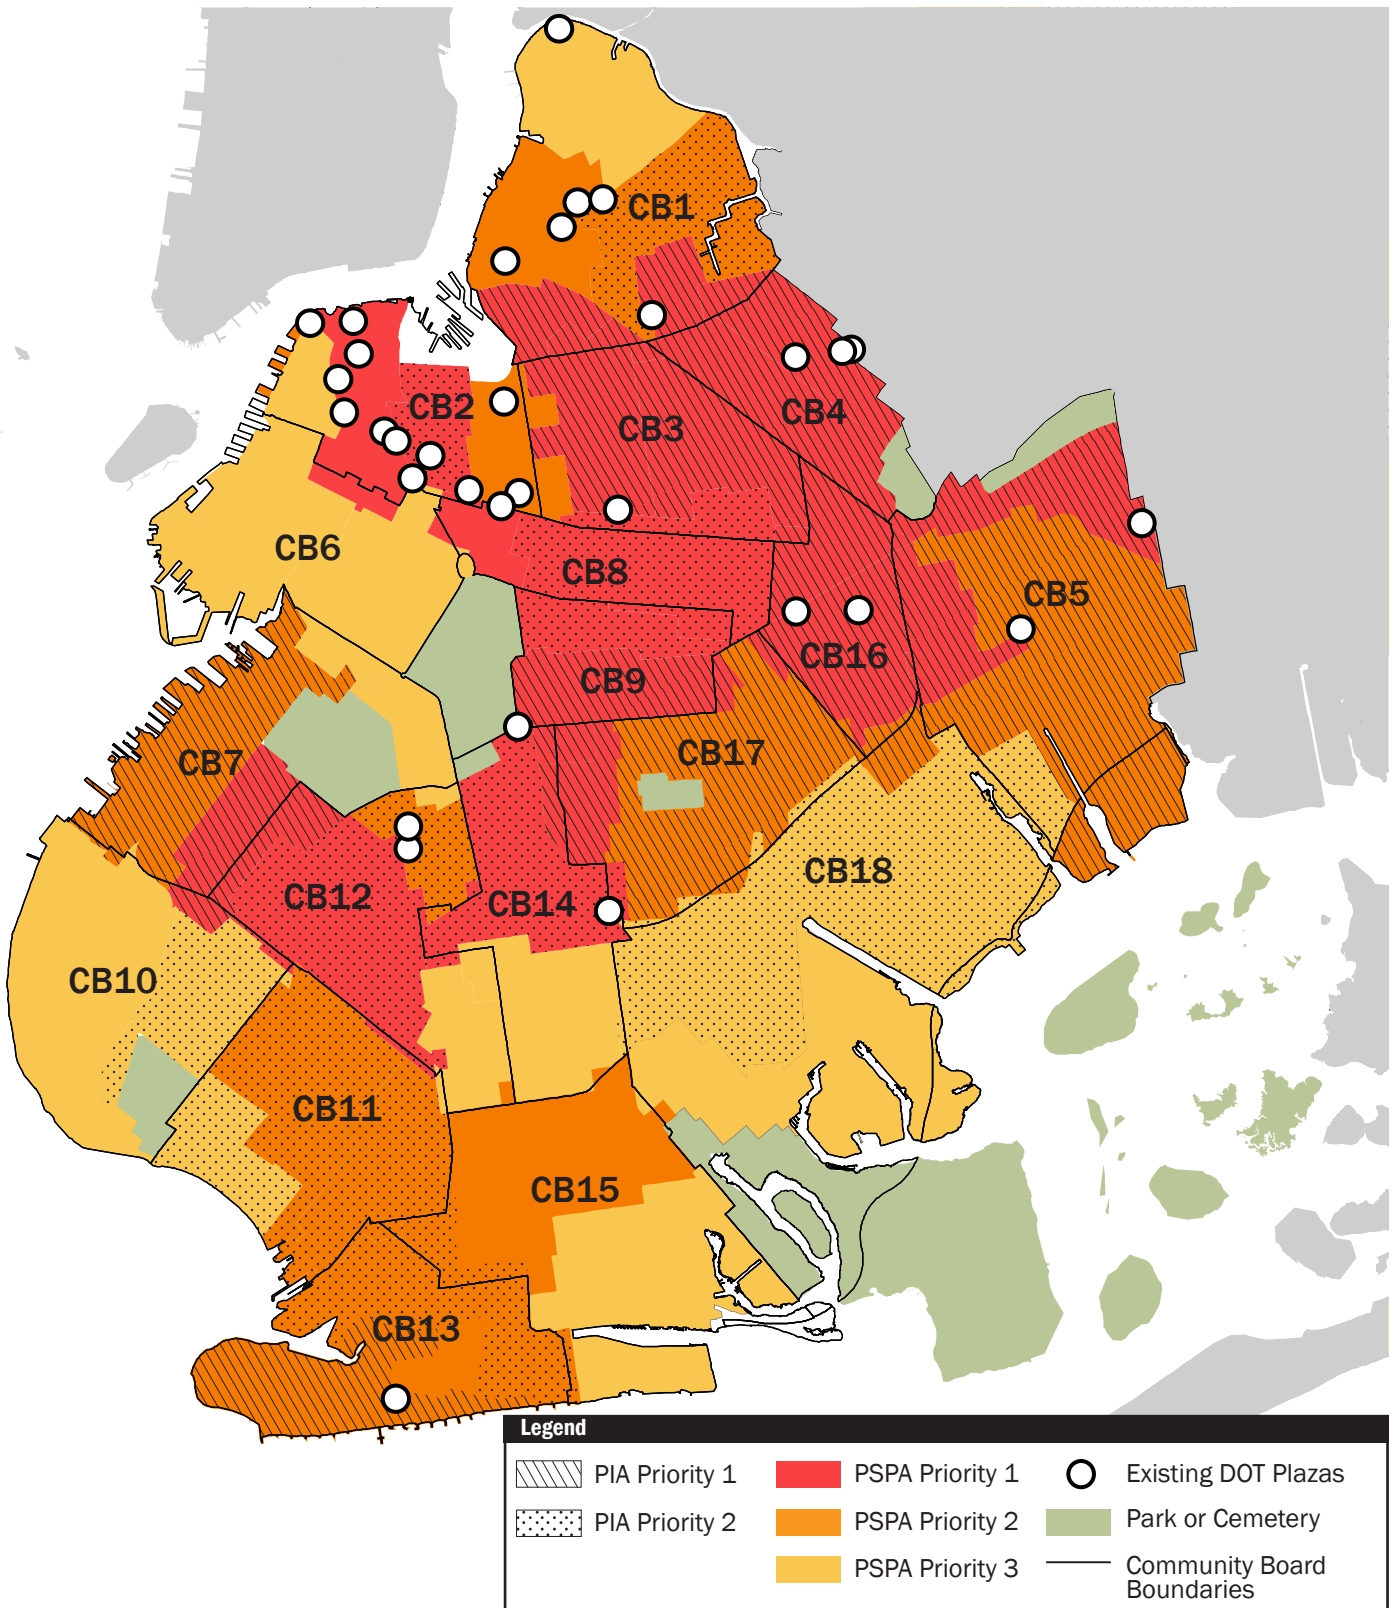 CB1
CB2
CB3
CB4
CB6
CB8
CB5
CB16
CB9
CB7
CB17
CB18
CB12
CB14
CB10
CB11
CB15
CB13
Legend
PIA Priority 1
PIA Priority 2
PSPA Priority 1
PSPA Priority 2
PSPA Priority 3
Existing DOT Plazas
Park or Cemetery
Community Board
Boundaries